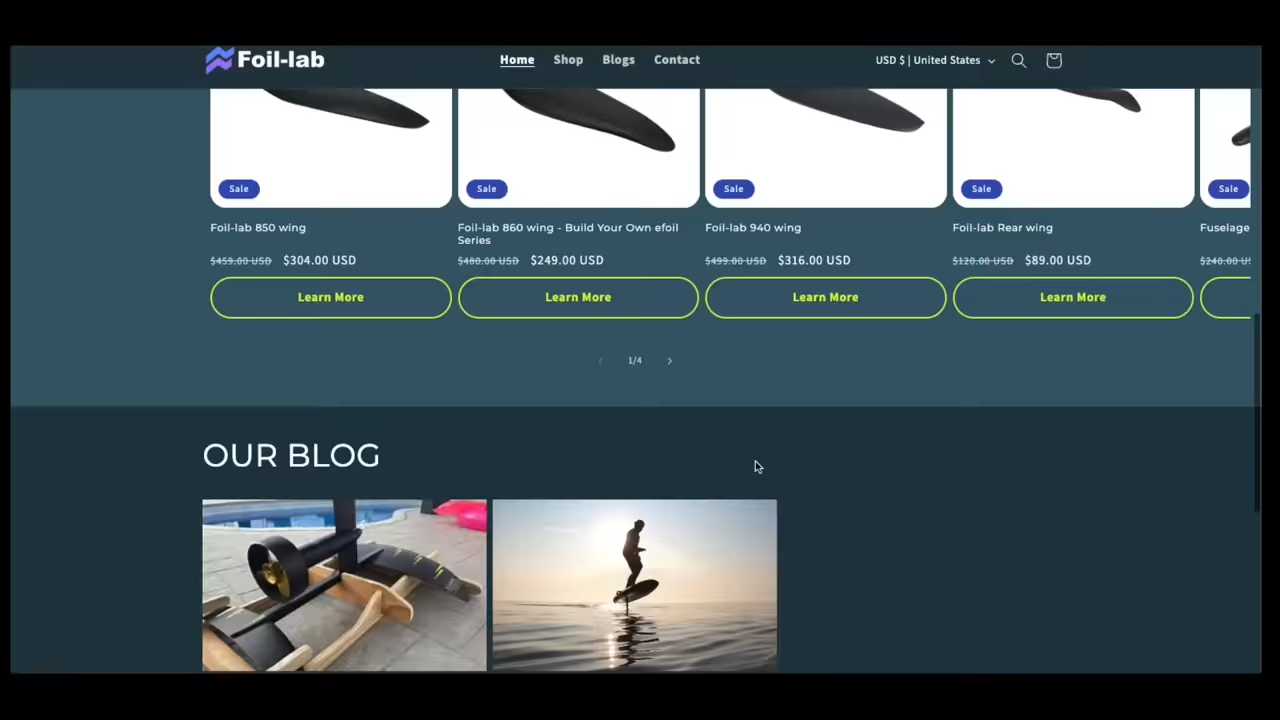 Foil-lab
Home Shop Blogs Contact
USD $ | United States
Sale Sale Sale Sale Sale
Foil-lab 850 wing
Foil-lab 860 wing - Build Your Own efoil
Series
Foil-lab 940 wing
Foil-lab Rear wing
Fuselage
$459.00 USD $304.00 USD
$480.00 USD $249.00 USD
$499.00 USD $316.00 USD
$120.00 USD $89.00 USD
$240.00 U
Learn More Learn More Learn More Learn More
1/4
OUR BLOG